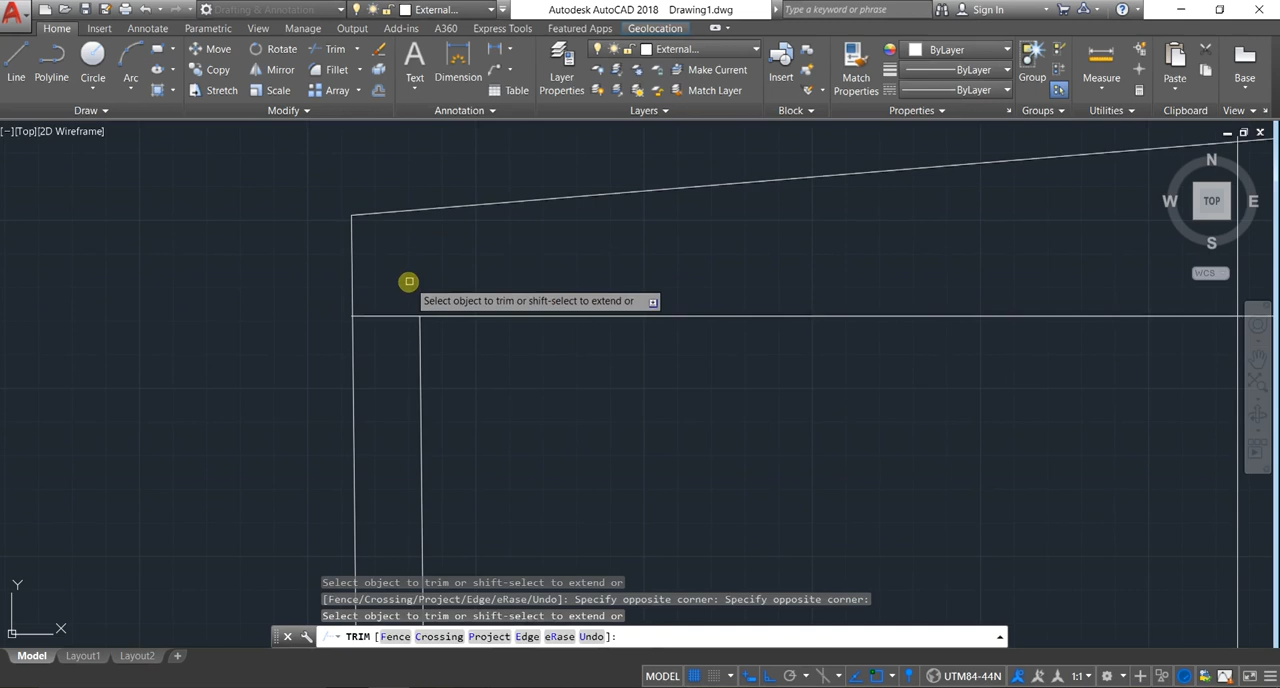 Drafting & Annotation External... Autodesk AutoCAD 2018 Drawing1.dwg Type a keyword or phrase Sign In
Home Insert Annotate Parametric View Manage Output Add-ins A360 Express Tools Featured Apps Geolocation
Move Rotate Trim External... ByLayer
Line Polyline Circle Arc Copy Mirror Fillet Text Dimension Layer Properties Make Current Insert Match Properties ByLayer Group Measure Paste Base
Stretch Scale Array Table Match Layer ByLayer
Draw Modify Annotation Layers Block Properties Groups Utilities Clipboard View
[−][Top][2D Wireframe]
N
W TOP E
S
WCS
Select object to trim or shift-select to extend or
Y
X
Select object to trim or shift-select to extend or
[Fence/Crossing/Project/Edge/eRase/Undo]: Specify opposite corner: Specify opposite corner:
Select object to trim or shift-select to extend or
TRIM [Fence Crossing Project Edge eRase Undo]:
Model Layout1 Layout2 +
MODEL UTM84-44N 1:1